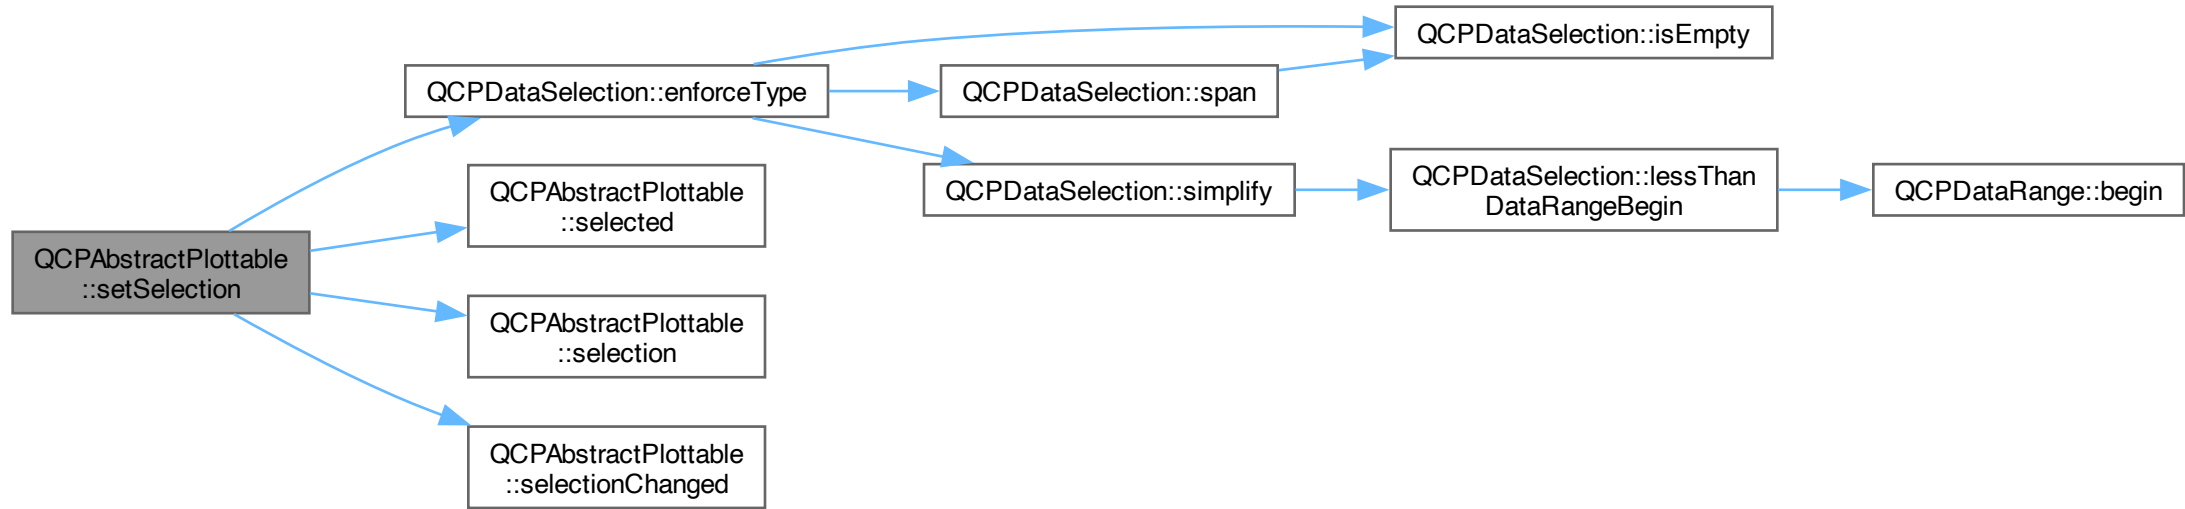 QCPAbstractPlottable
::setSelection
QCPDataSelection::enforceType
QCPAbstractPlottable
::selected
QCPAbstractPlottable
::selection
QCPAbstractPlottable
::selectionChanged
QCPDataSelection::span
QCPDataSelection::simplify
QCPDataSelection::isEmpty
QCPDataSelection::lessThan
DataRangeBegin
QCPDataRange::begin